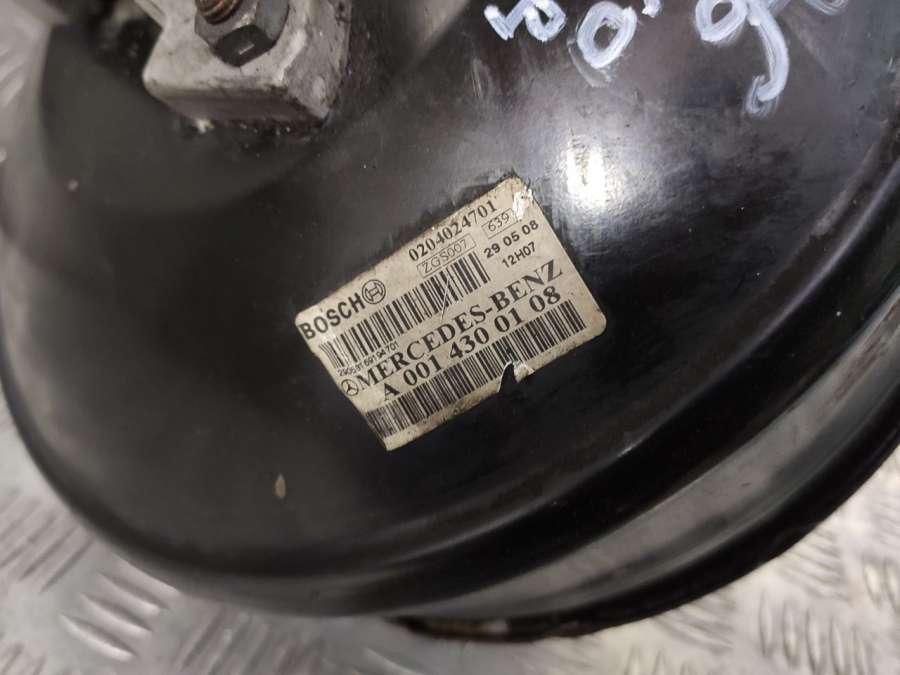 0204024701
BOSCH ZGS007 639
29 05 08
12H07
MERCEDES-BENZ
A 001 430 01 08